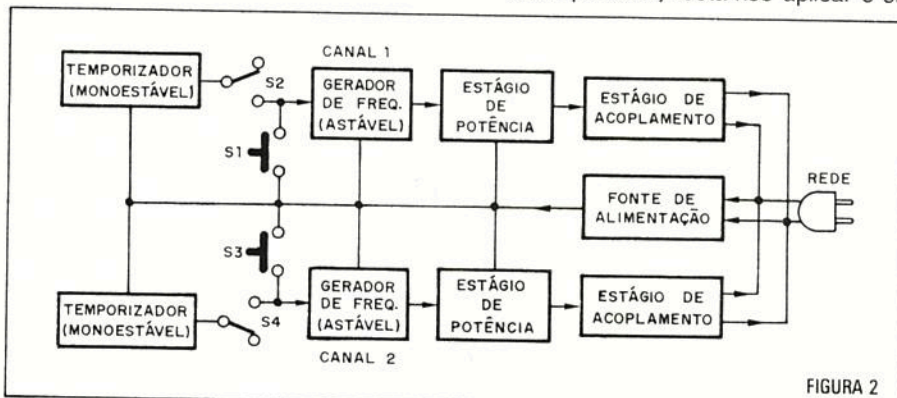 CANAL 1
TEMPORIZADOR
(MONOESTÁVEL)
S2
GERADOR
DE FREQ.
(ASTÁVEL)
ESTÁGIO
DE
POTÊNCIA
ESTÁGIO DE
ACOPLAMENTO
S1
REDE
FONTE DE
ALIMENTAÇÃO
S3
TEMPORIZADOR
(MONOESTÁVEL)
S4
GERADOR
DE FREQ.
(ASTÁVEL)
ESTÁGIO
DE
POTÊNCIA
ESTÁGIO DE
ACOPLAMENTO
CANAL 2
FIGURA 2